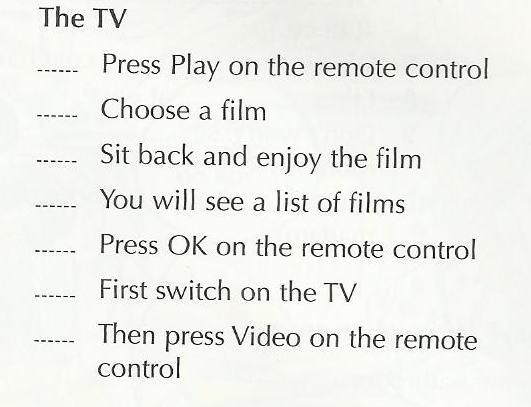 The TV
------ Press Play on the remote control
------ Choose a film
------ Sit back and enjoy the film
------ You will see a list of films
------ Press OK on the remote control
------ First switch on the TV
------ Then press Video on the remote
control